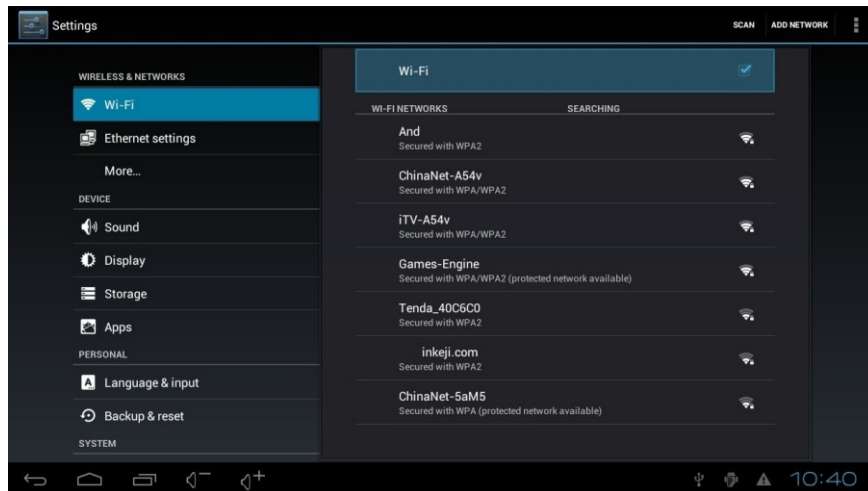 Settings
SCAN
ADD NETWORK
WIRELESS & NETWORKS
Wi-Fi
Ethernet settings
More...
DEVICE
Sound
Display
Storage
Apps
PERSONAL
Language & input
Backup & reset
SYSTEM
Wi-Fi
WI-FI NETWORKS
SEARCHING
And
Secured with WPA2
ChinaNet-A54v
Secured with WPA/WPA2
iTV-A54v
Secured with WPA/WPA2
Games-Engine
Secured with WPA/WPA2 (protected network available)
Tenda_40C6C0
Secured with WPA2
inkeji.com
Secured with WPA2
ChinaNet-5aM5
Secured with WPA (protected network available)
10:40